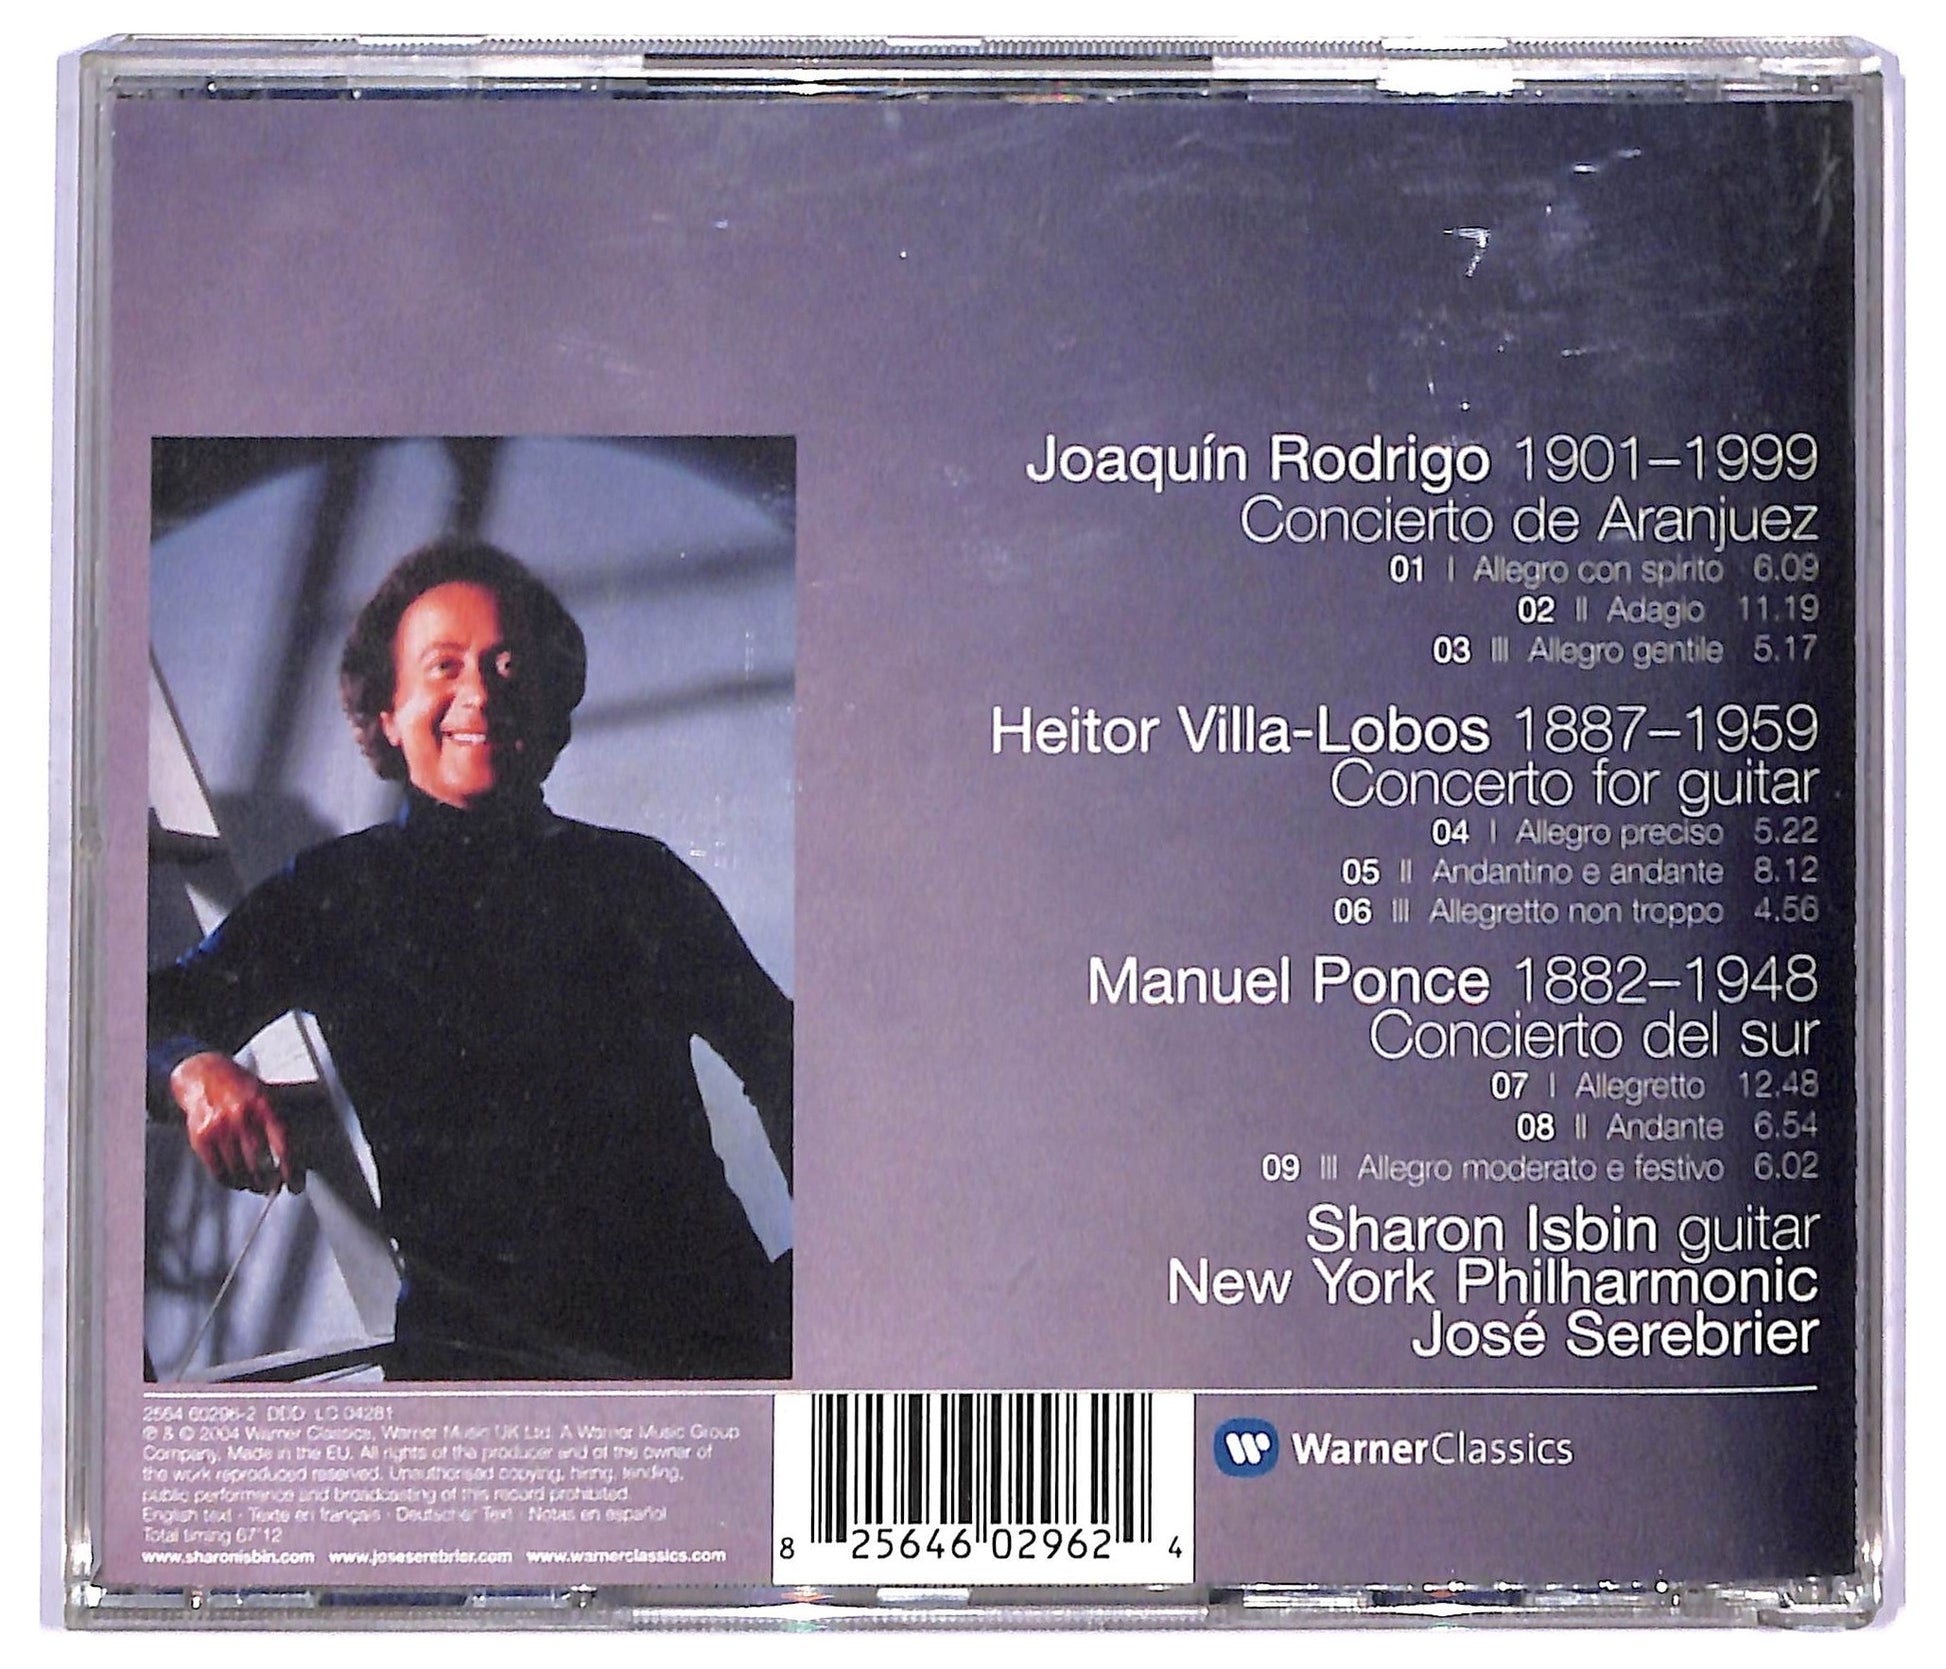 Joaquín Rodrigo 1901–1999
Concierto de Aranjuez
01 I Allegro con spirito 6.09
02 II Adagio 11.19
03 III Allegro gentile 5.17
Heitor Villa-Lobos 1887–1959
Concerto for guitar
04 I Allegro preciso 5.22
05 II Andantino e andante 8.12
06 III Allegretto non troppo 4.56
Manuel Ponce 1882–1948
Concierto del sur
07 I Allegretto 12.48
08 II Andante 6.54
09 III Allegro moderato e festivo 6.02
Sharon Isbin guitar
New York Philharmonic
José Serebrier
2564 60296-2 DDD LC 04281
℗ & © 2004 Warner Classics, Warner Music UK Ltd. A Warner Music Group
Company. Made in the EU. All rights of the producer and of the owner of
the work reproduced reserved. Unauthorised copying, hiring, lending,
public performance and broadcasting of this record prohibited.
English text · Texte en français · Deutscher Text · Notas en español
Total timing 67'12
www.sharonisbin.com www.joseserebrier.com www.warnerclassics.com
8 25646 02962 4
WarnerClassics